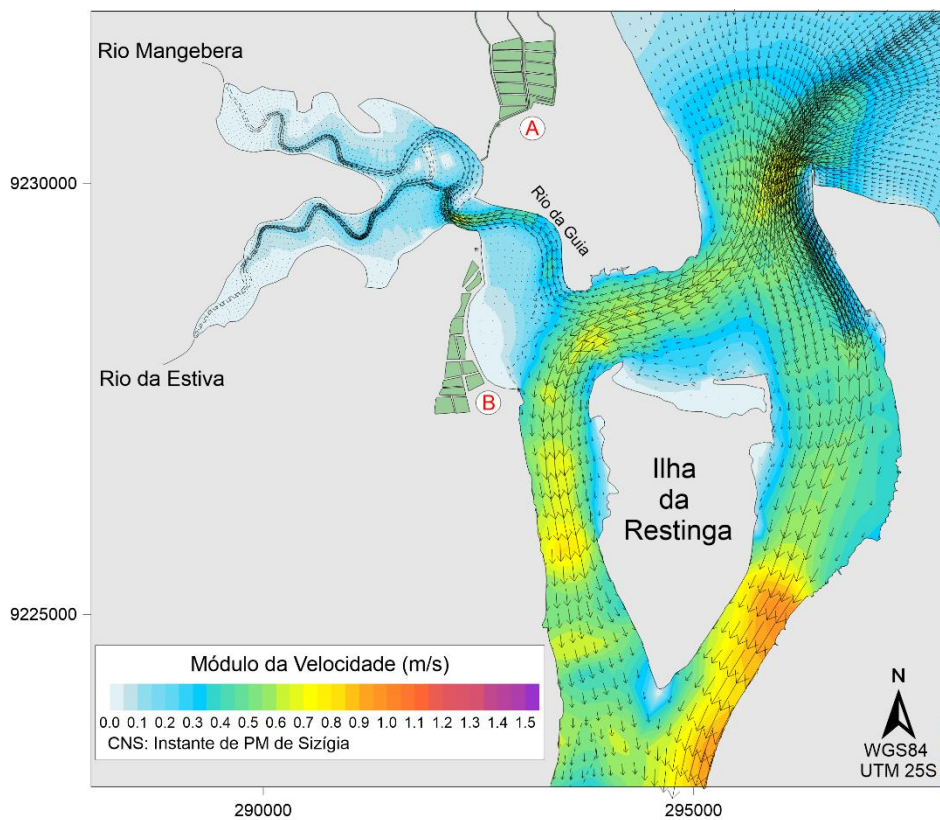 Rio Mangebera
A
9230000
Rio da Guia
Rio da Estiva
B
Ilha
da
Restinga
9225000
Módulo da Velocidade (m/s)
0.0 0.1 0.2 0.3 0.4 0.5 0.6 0.7 0.8 0.9 1.0 1.1 1.2 1.3 1.4 1.5
CNS: Instante de PM de Sizígia
N
WGS84
UTM 25S
290000 295000